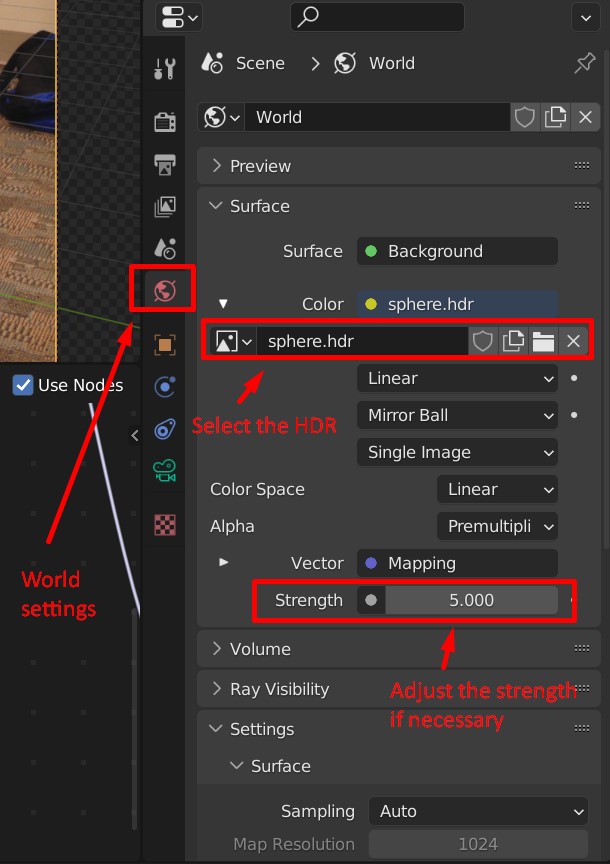 Scene > World
World
Preview
Surface
Surface Background
Color sphere.hdr
sphere.hdr
Linear
Use Nodes
Mirror Ball
Select the HDR
Single Image
Color Space Linear
Alpha Premultipli
Vector Mapping
World
settings
Strength 5.000
Volume
Ray Visibility
Adjust the strength
if necessary
Settings
Surface
Sampling Auto
Map Resolution 1024